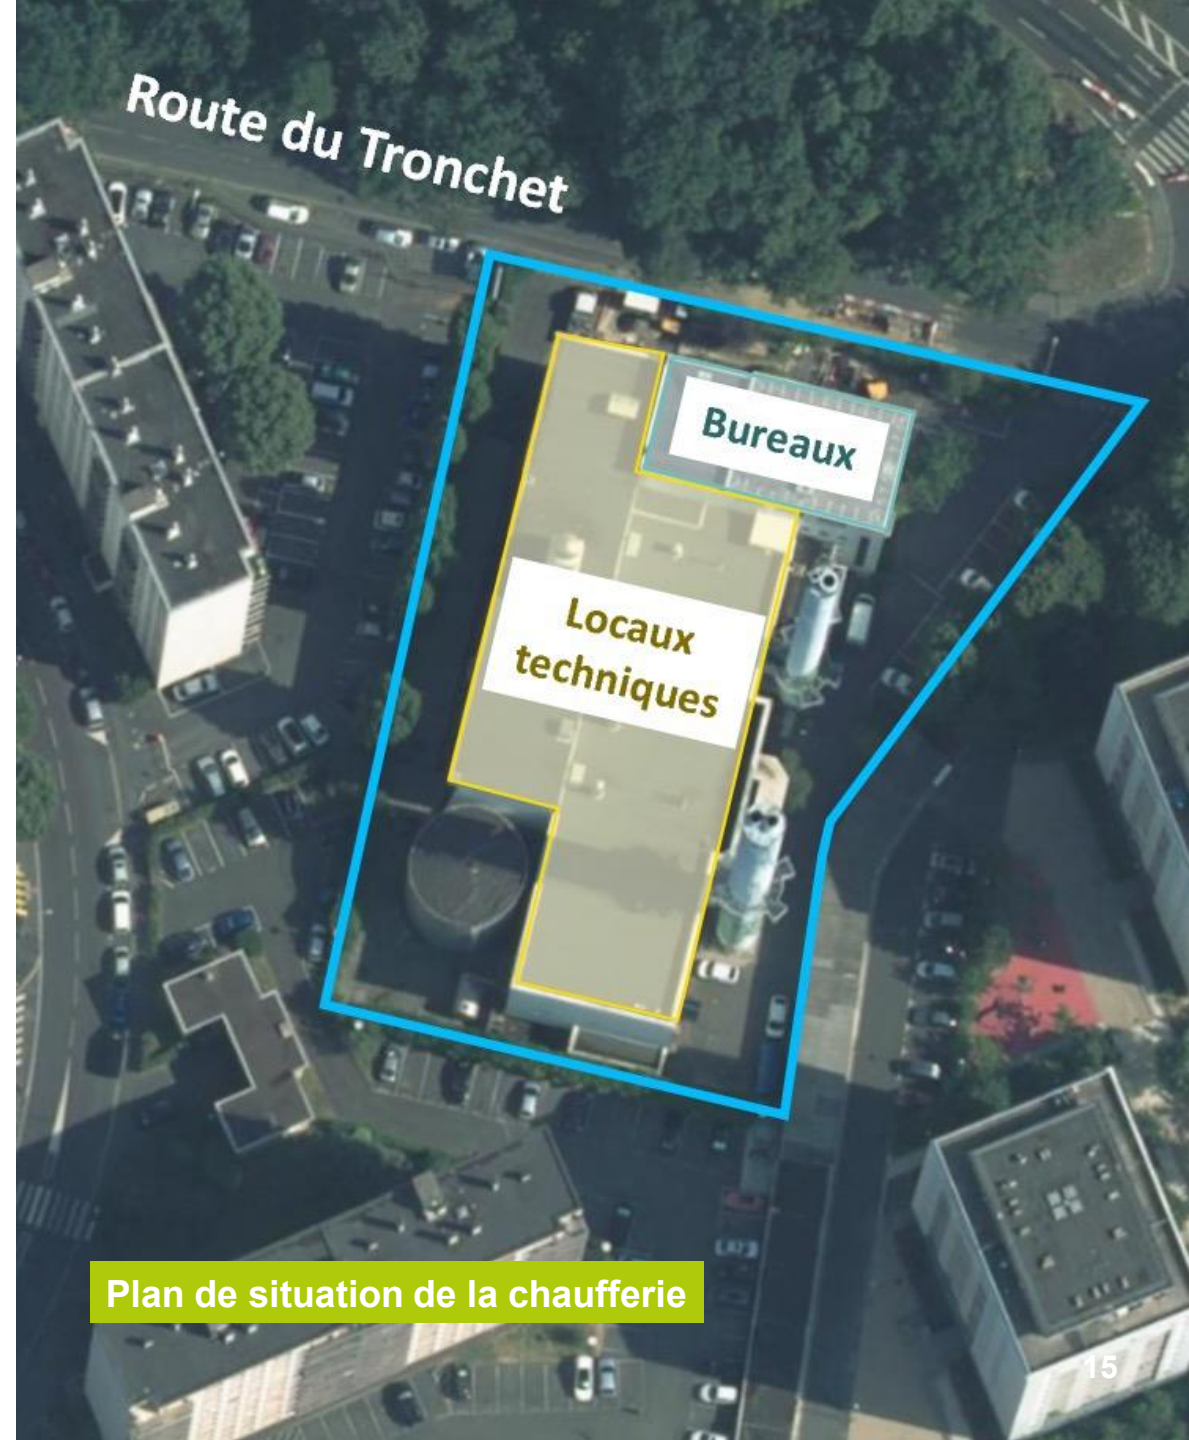 Route du Tronchet
Bureaux
Locaux
techniques
Plan de situation de la chaufferie
15